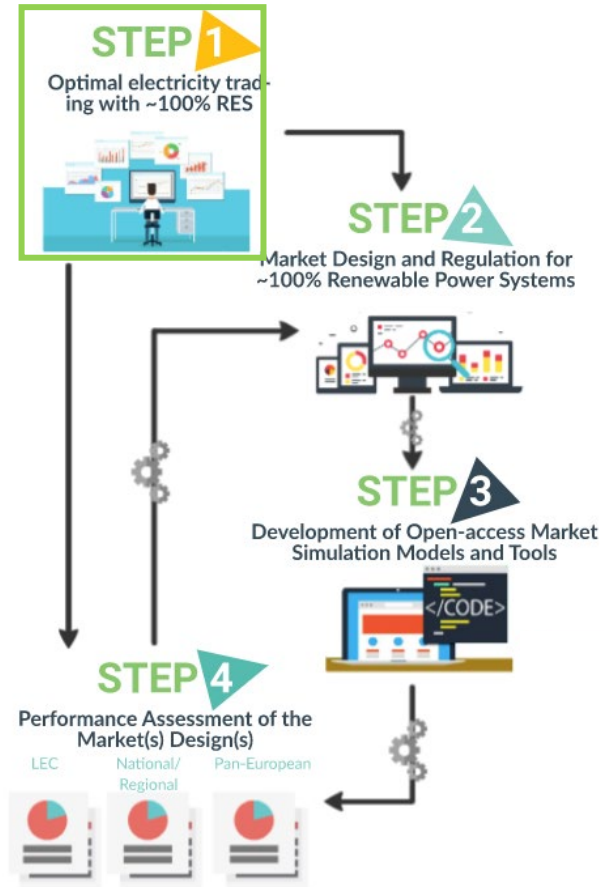 STEP 1
Optimal electricity trad-
ing with ~100% RES
STEP 2
Market Design and Regulation for
~100% Renewable Power Systems
STEP 3
Development of Open-access Market
Simulation Models and Tools
</CODE>
STEP 4
Performance Assessment of the
Market(s) Design(s)
LEC
National/
Regional
Pan-European